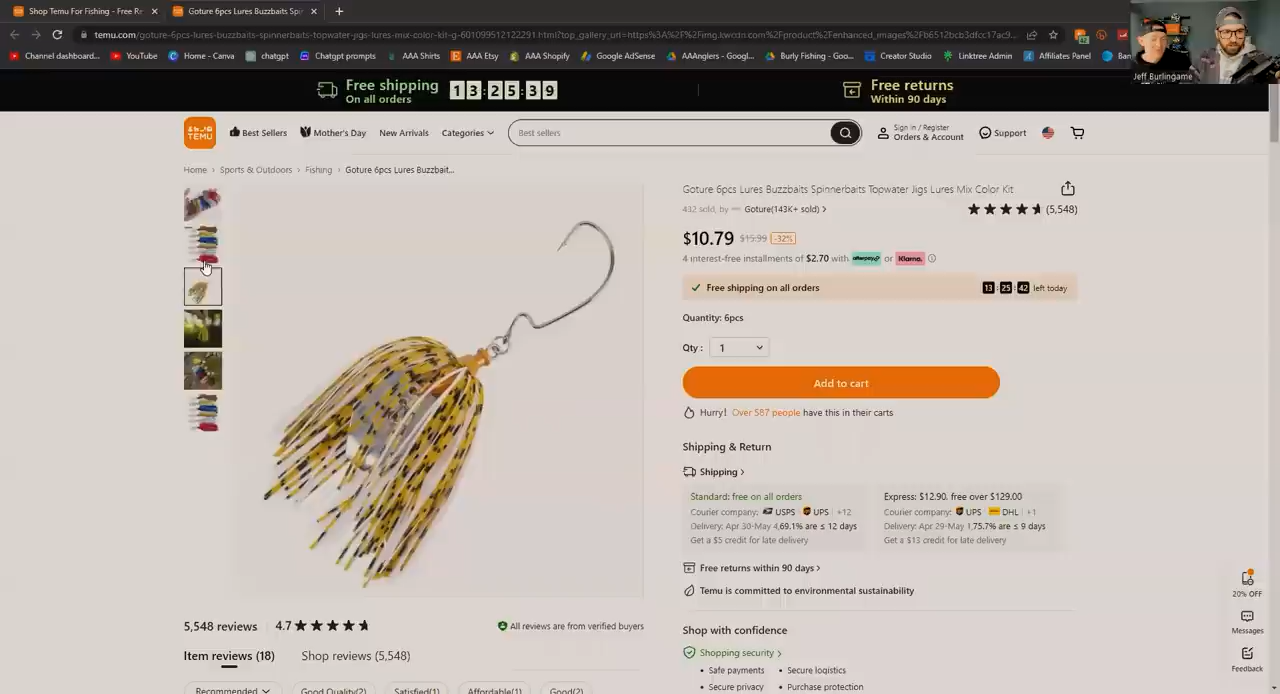 Shop Temu For Fishing - Free Re
Goture 6pcs Lures Buzzbaits Spi
temu.com/goture-6pcs-lures-buzzbaits-spinnerbaits-topwater-jigs-lures-mix-color-kit-g-601099512122291.html?top_gallery_url=https%3A%2F%2Fimg.kwcdn.com%2Fproduct%2Fenhanced_images%2F
Channel dashboard...
YouTube
Home - Canva
chatgpt
Chatgpt prompts
AAA Shirts
AAA Etsy
AAA Shopify
Google AdSense
AAAnglers - Googl...
Burly Fishing - Goo...
Creator Studio
Linktree Admin
Affiliate Panel
Ban
Jeff Burlingame
Free shipping
On all orders
13 25 39
Free returns
Within 90 days
TEMU
Best Sellers
Mother's Day
New Arrivals
Categories
Best sellers
Sign in / Register
Orders & Account
Support
Home › Sports & Outdoors › Fishing › Goture 6pcs Lures Buzzbait...
Goture 6pcs Lures Buzzbaits Spinnerbaits Topwater Jigs Lures Mix Color Kit
432 sold, by Goture(143K+ sold) >
(5,548)
$10.79 $15.99 -32%
4 interest-free installments of $2.70 with afterpay or Klarna.
Free shipping on all orders
13 : 25 : 42 left today
Quantity: 6pcs
Qty : 1
Add to cart
Hurry! Over 587 people have this in their carts
Shipping & Return
Shipping >
Standard: free on all orders
Courier company: USPS UPS +12
Delivery: Apr 30-May 4,69.1% are ≤ 12 days
Get a $5 credit for late delivery
Express: $12.90, free over $129.00
Courier company: UPS DHL +1
Delivery: Apr 29-May 1,75.7% are ≤ 9 days
Get a $13 credit for late delivery
Free returns within 90 days >
Temu is committed to environmental sustainability
20% OFF
Messages
Feedback
5,548 reviews
4.7
All reviews are from verified buyers
Item reviews (18)
Shop reviews (5,548)
Recommended
Good Quality(2)
Satisfied(1)
Affordable(1)
Good(2)
Shop with confidence
Shopping security >
• Safe payments
• Secure logistics
• Secure privacy
• Purchase protection